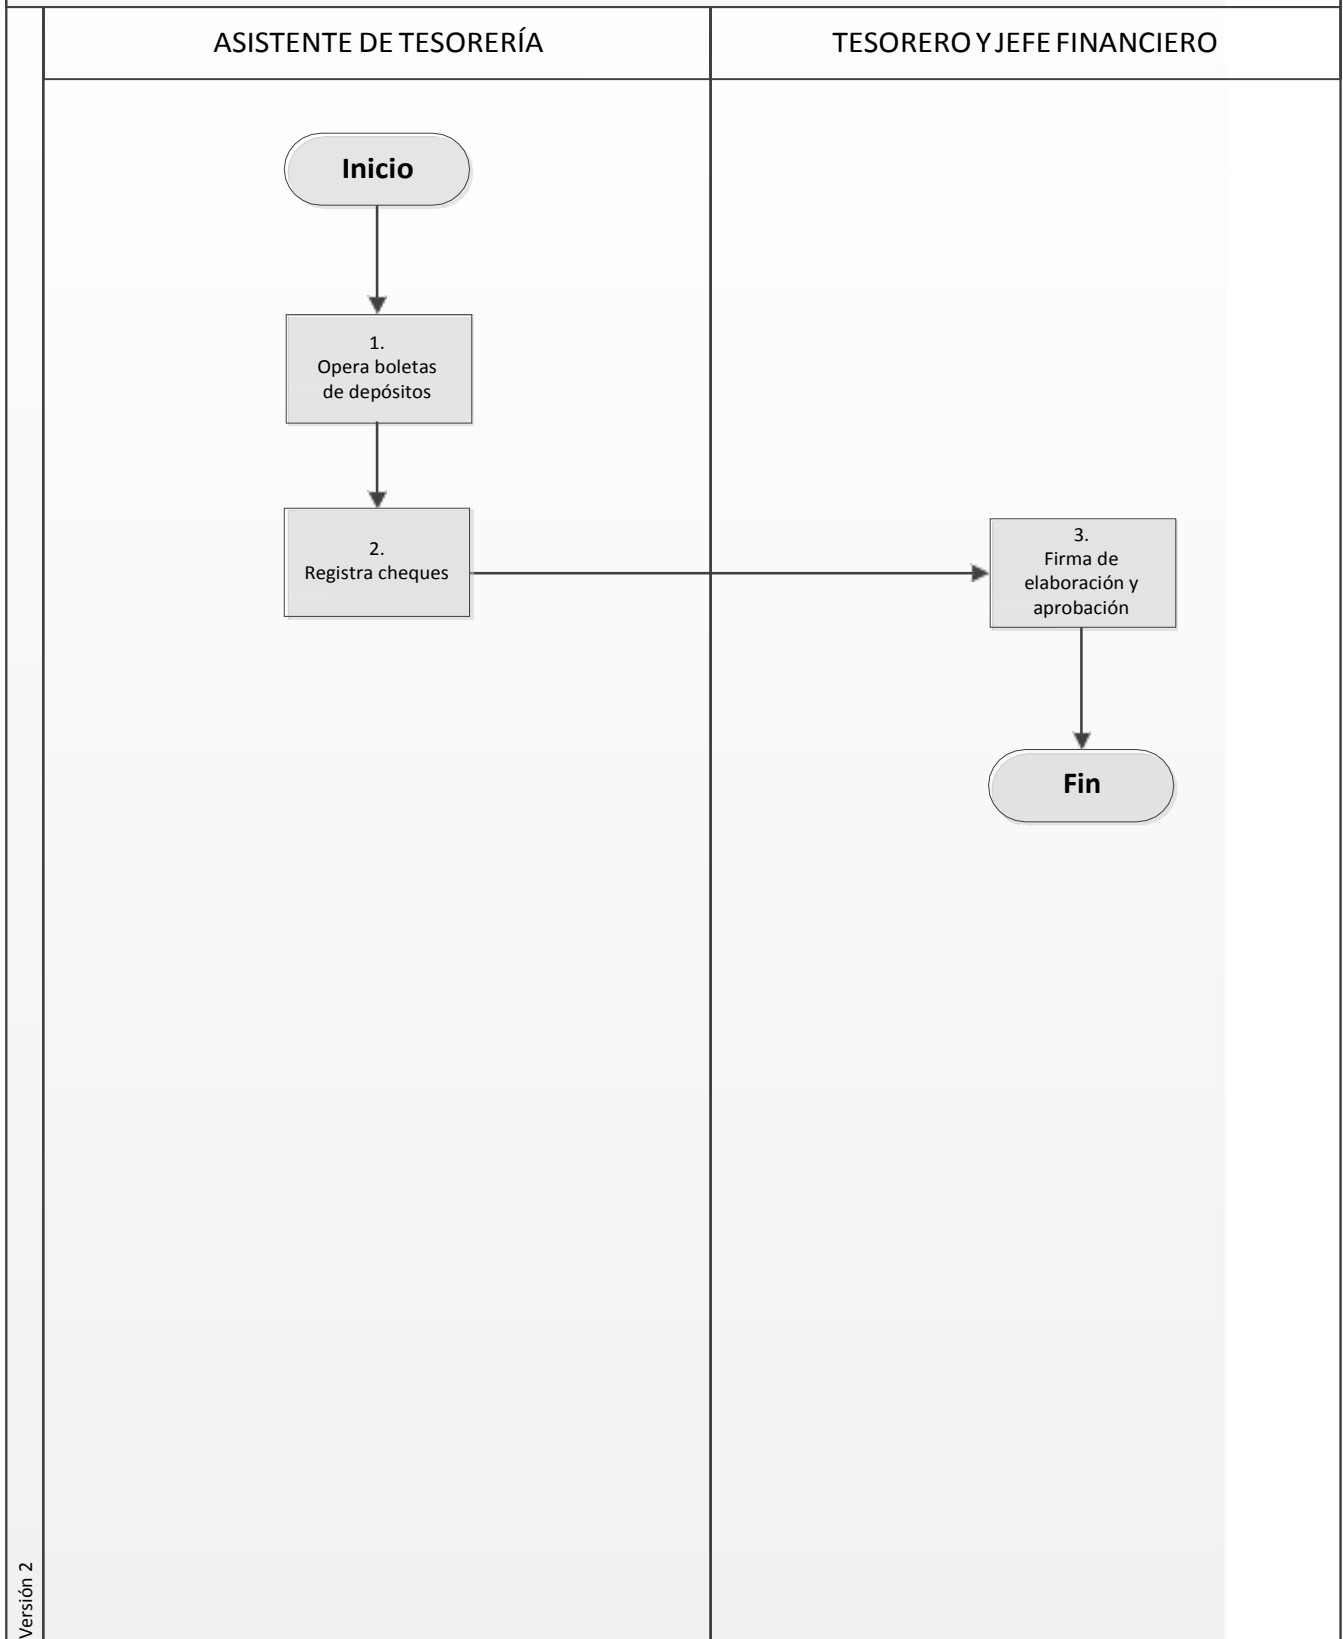 ASISTENTE DE TESORERÍA
TESORERO Y JEFE FINANCIERO
Inicio
1.
Opera boletas
de depósitos
2.
Registra cheques
3.
Firma de
elaboración y
aprobación
Fin
Versión 2